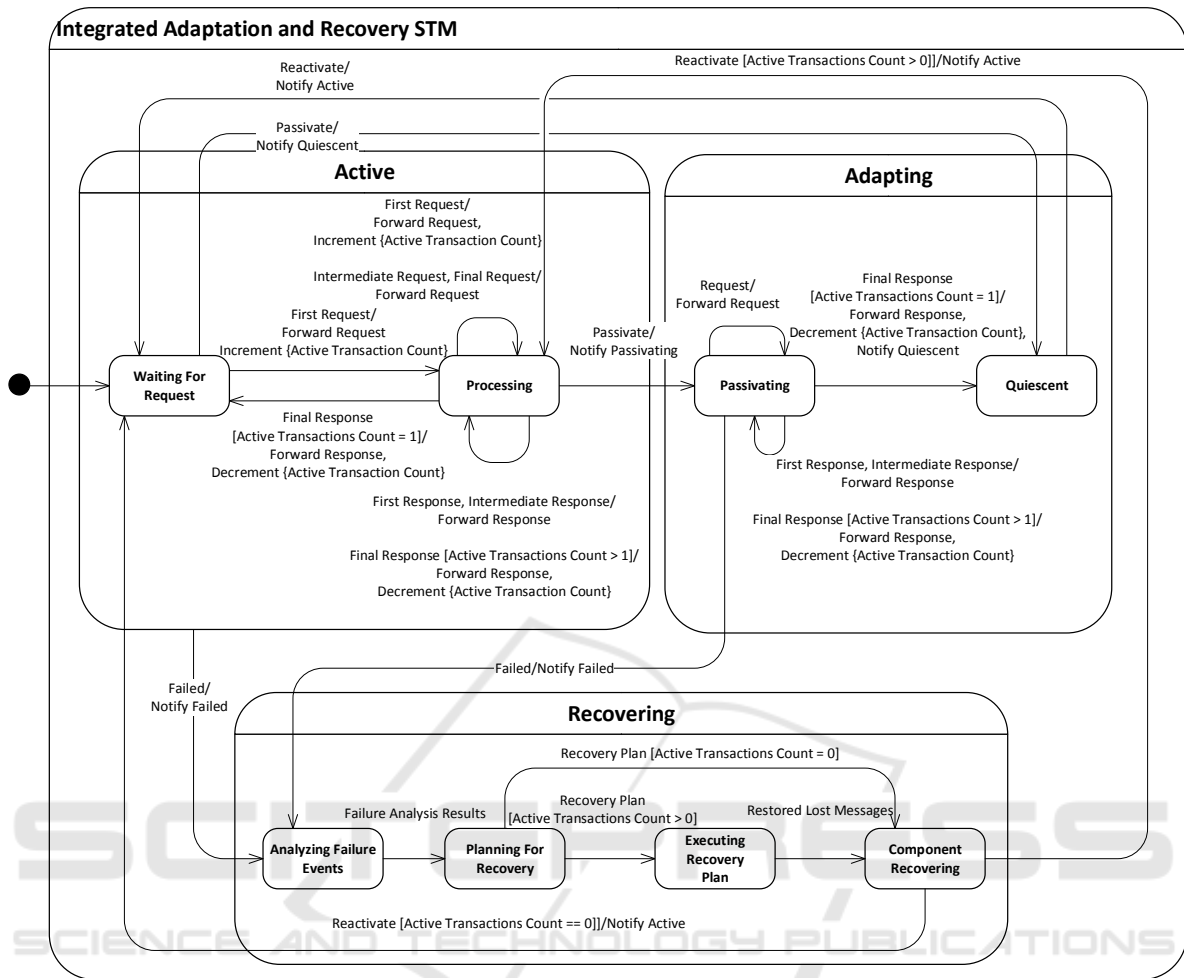 Integrated Adaptation and Recovery STM
Reactivate/
Notify Active
Reactivate [Active Transactions Count > 0]]/Notify Active
Passivate/
Notify Quiescent
Active
Adapting
First Request/
Forward Request,
Increment {Active Transaction Count}
Intermediate Request, Final Request/
Forward Request
First Request/
Forward Request
Increment {Active Transaction Count}
Passivate/
Notify Passivating
Request/
Forward Request
Final Response
[Active Transactions Count = 1]/
Forward Response,
Decrement {Active Transaction Count},
Notify Quiescent
Waiting For
Request
Processing
Passivating
Quiescent
Final Response
[Active Transactions Count = 1]/
Forward Response,
Decrement {Active Transaction Count}
First Response, Intermediate Response/
Forward Response
Final Response [Active Transactions Count > 1]/
Forward Response,
Decrement {Active Transaction Count}
First Response, Intermediate Response/
Forward Response
Final Response [Active Transactions Count > 1]/
Forward Response,
Decrement {Active Transaction Count}
Failed/Notify Failed
Failed/
Notify Failed
Recovering
Recovery Plan [Active Transactions Count = 0]
Failure Analysis Results
Recovery Plan
[Active Transactions Count > 0]
Restored Lost Messages
Analyzing Failure
Events
Planning For
Recovery
Executing
Recovery
Plan
Component
Recovering
Reactivate [Active Transactions Count == 0]]/Notify Active
SCITEPRESS
SCIENCE AND TECHNOLOGY PUBLICATIONS